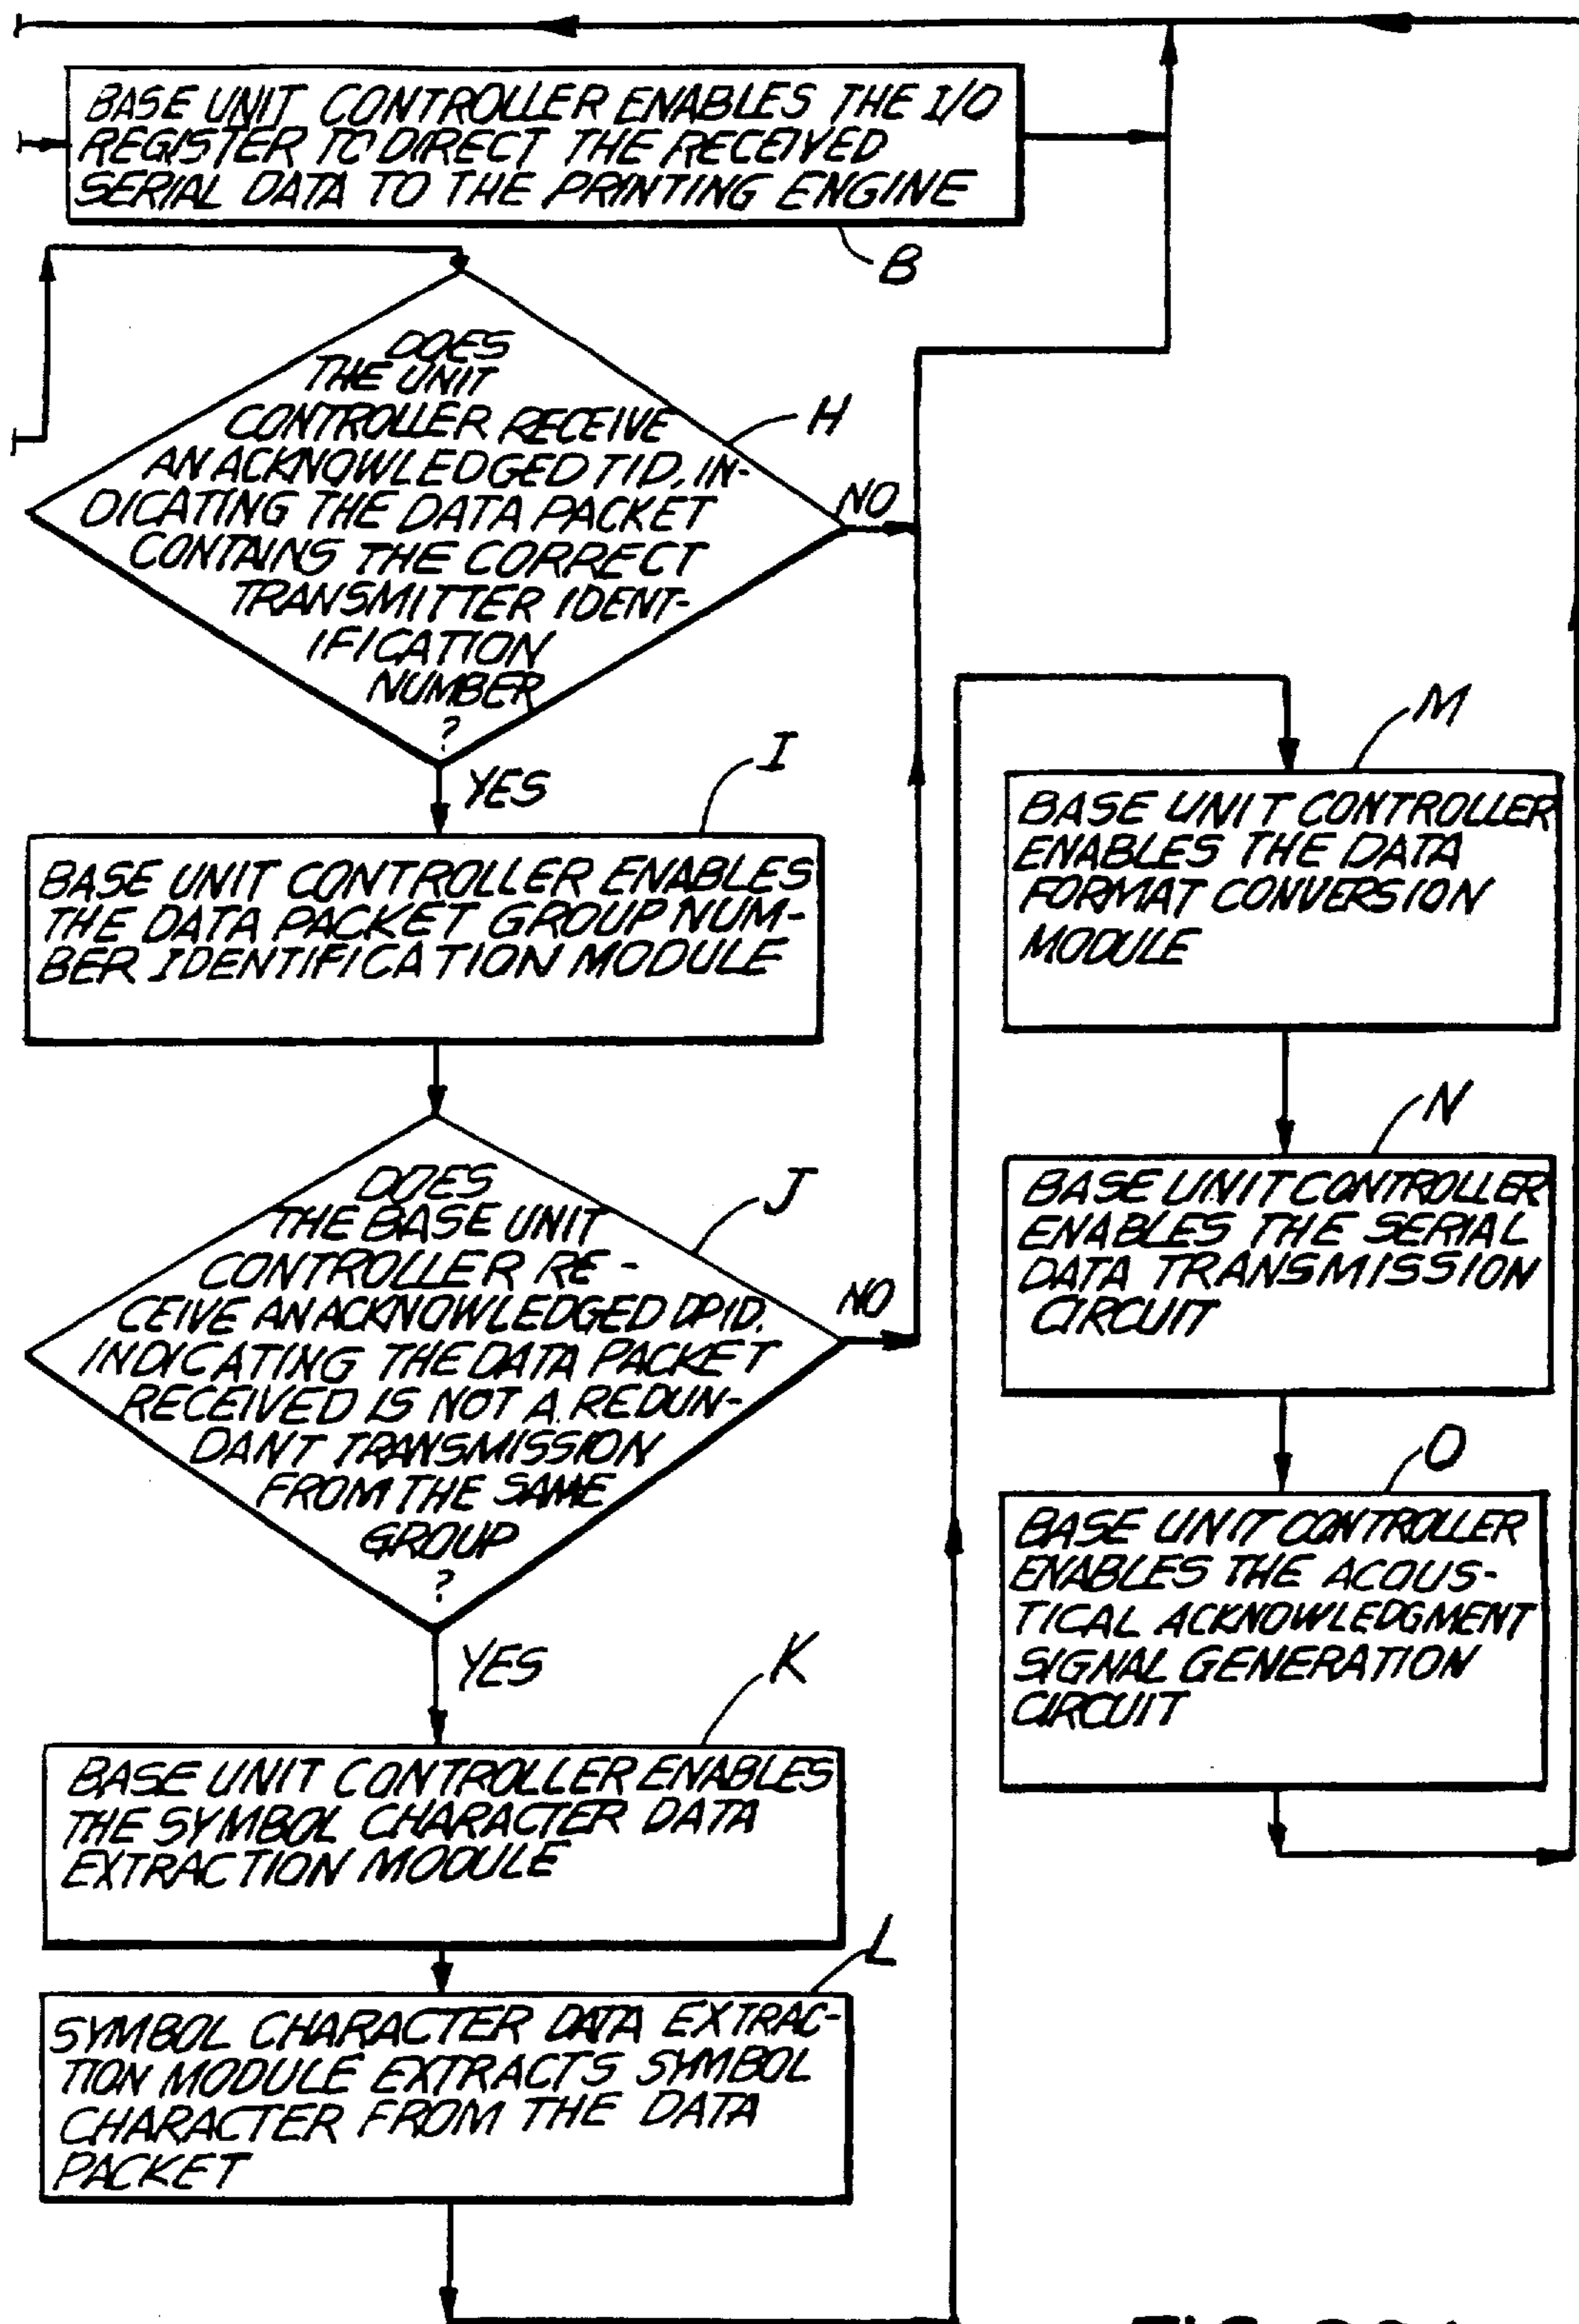 BASE UNIT CONTROLLER ENABLES THE I/O
REGISTER TO DIRECT THE RECEIVED
SERIAL DATA TO THE PRINTING ENGINE
B
DOES
THE UNIT
CONTROLLER RECEIVE
AN ACKNOWLEDGED TID, IN-
DICATING THE DATA PACKET
CONTAINS THE CORRECT
TRANSMITTER IDENT-
IFICATION
NUMBER
?
H
NO
YES
I
BASE UNIT CONTROLLER ENABLES
THE DATA PACKET GROUP NUM-
BER IDENTIFICATION MODULE
DOES
THE BASE UNIT
CONTROLLER RE-
CEIVE AN ACKNOWLEDGED DPID,
INDICATING THE DATA PACKET
RECEIVED IS NOT A REDUN-
DANT TRANSMISSION
FROM THE SAME
GROUP
?
J
NO
YES
K
BASE UNIT CONTROLLER ENABLES
THE SYMBOL CHARACTER DATA
EXTRACTION MODULE
L
SYMBOL CHARACTER DATA EXTRAC-
TION MODULE EXTRACTS SYMBOL
CHARACTER FROM THE DATA
PACKET
M
BASE UNIT CONTROLLER
ENABLES THE DATA
FORMAT CONVERSION
MODULE
N
BASE UNIT CONTROLLER
ENABLES THE SERIAL
DATA TRANSMISSION
CIRCUIT
O
BASE UNIT CONTROLLER
ENABLES THE ACOUS-
TICAL ACKNOWLEDGMENT
SIGNAL GENERATION
CIRCUIT